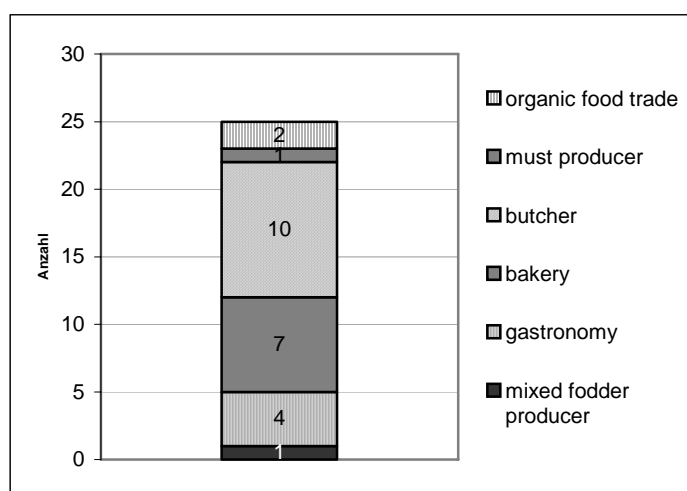 30
25
20
15
10
5
0
Anzahl
2
1
10
7
4
1
organic food trade
must producer
butcher
bakery
gastronomy
mixed fodder
producer